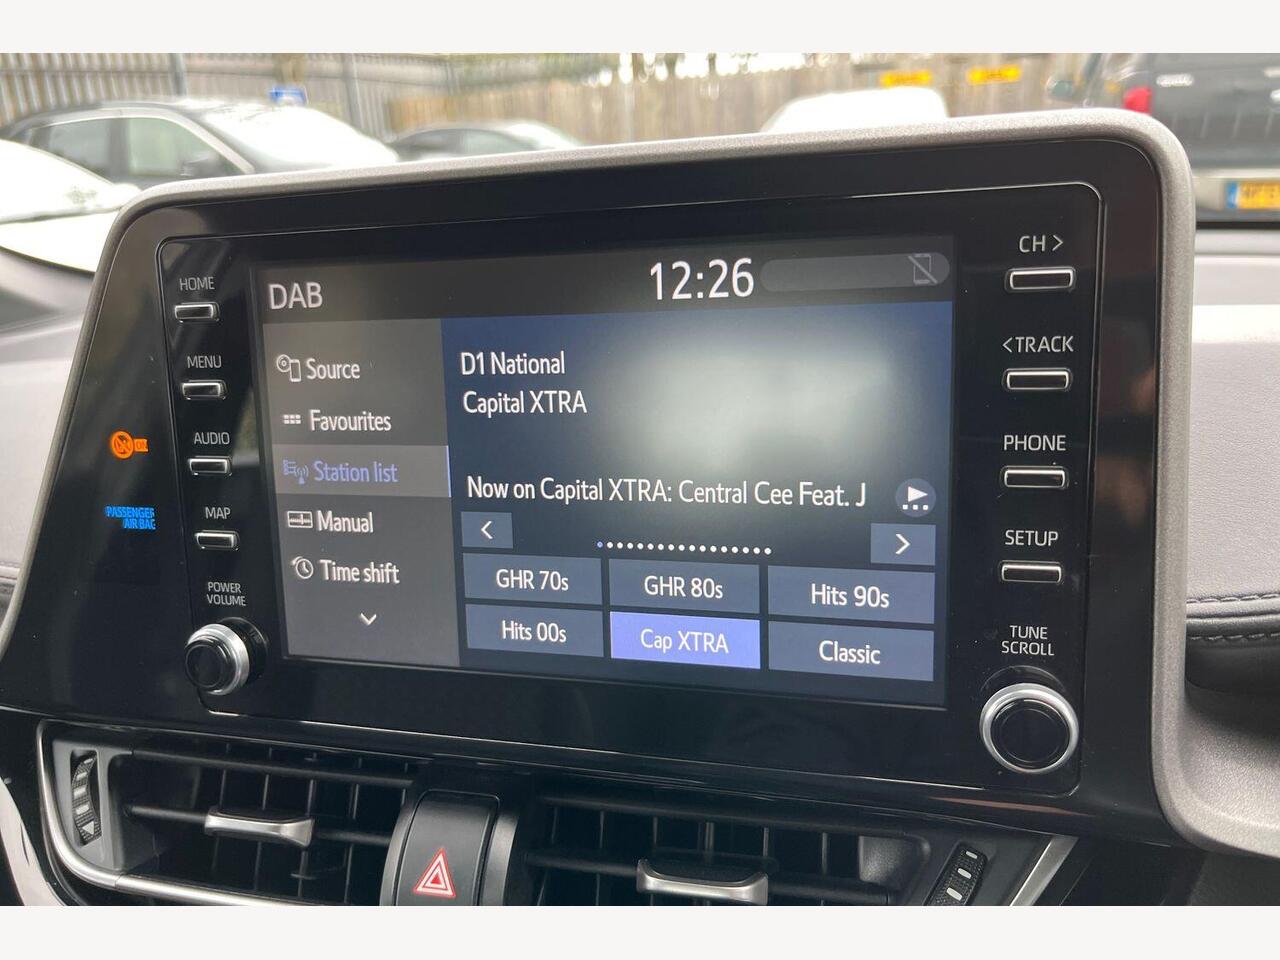 HOME
MENU
AUDIO
MAP
POWER
VOLUME
PASSENGER
AIR BAG
DAB
12:26
Source
Favourites
Station list
Manual
Time shift
D1 National
Capital XTRA
Now on Capital XTRA: Central Cee Feat. J
GHR 70s
GHR 80s
Hits 90s
Hits 00s
Cap XTRA
Classic
CH >
< TRACK
PHONE
SETUP
TUNE
SCROLL